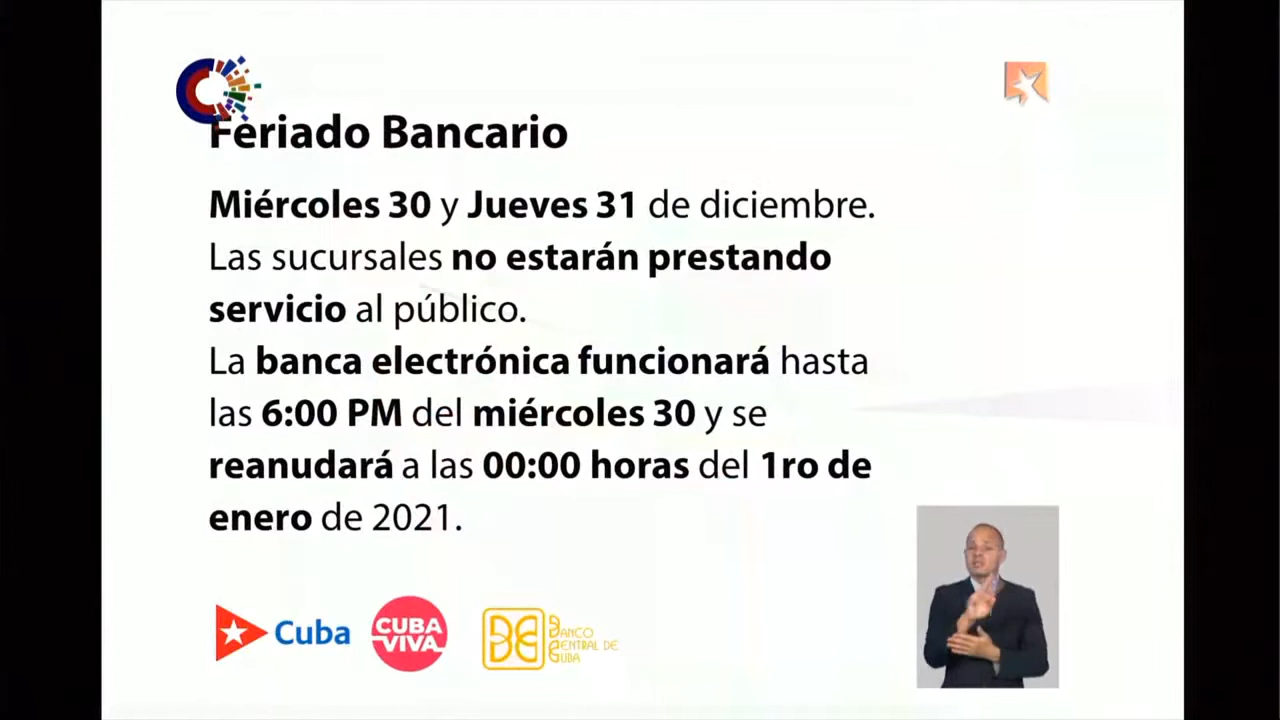 Feriado Bancario
Miércoles 30 y Jueves 31 de diciembre.
Las sucursales no estarán prestando
servicio al público.
La banca electrónica funcionará hasta
las 6:00 PM del miércoles 30 y se
reanudará a las 00:00 horas del 1ro de
enero de 2021.
Cuba
CUBA
VIVA
BANCO
CENTRAL DE
CUBA